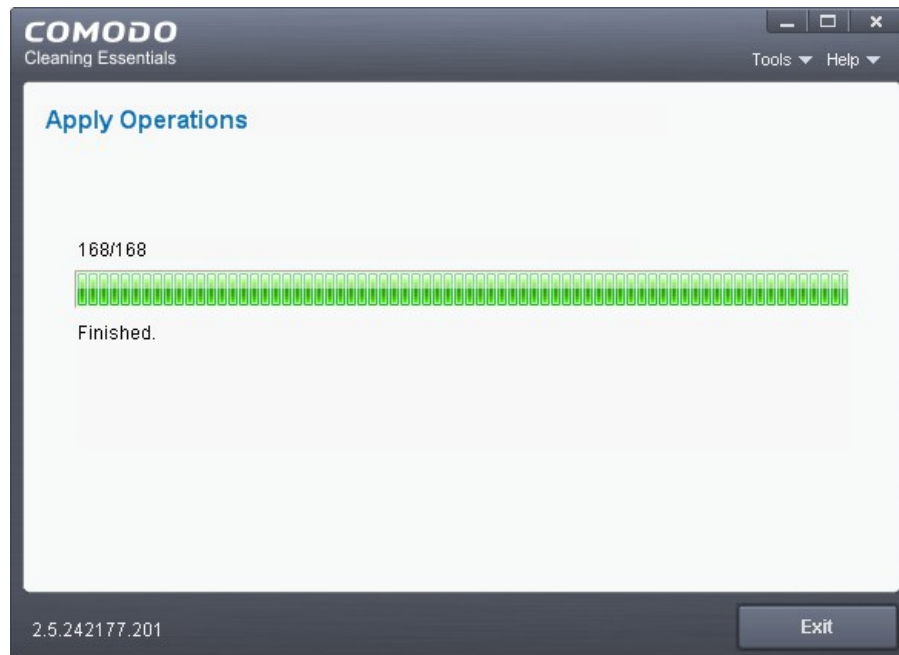 COMODO
Cleaning Essentials
Tools Help
Apply Operations
168/168
Finished.
2.5.242177.201
Exit